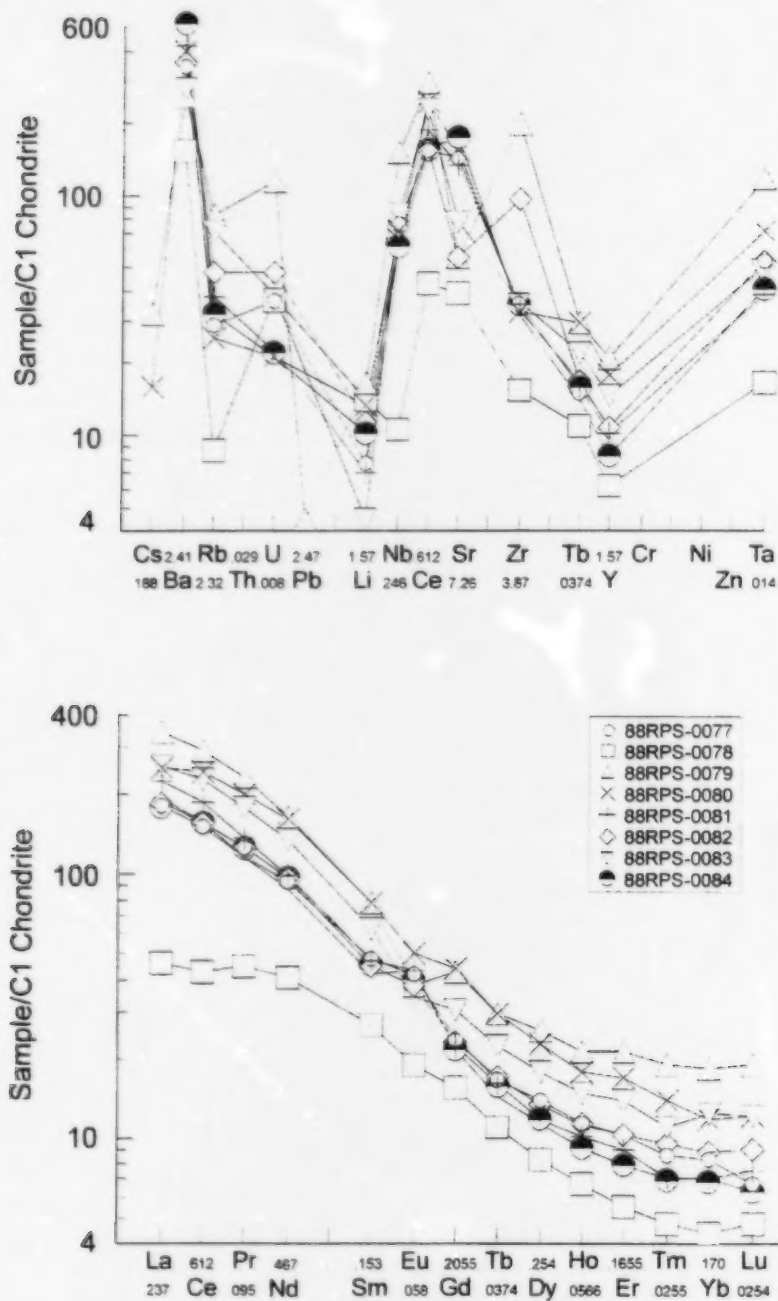 600
100
10
4
Sample/C1 Chondrite
Cs 2.41 Rb .029 U 2.47 1.57 Nb 612 Sr Zr Tb 1.57 Cr Ni Ta
188 Ba 2.32 Th 008 Pb Li 246 Ce 7.26 3.87 0374 Y Zn 014
400
100
10
4
Sample/C1 Chondrite
88RPS-0077
88RPS-0078
88RPS-0079
88RPS-0080
88RPS-0081
88RPS-0082
88RPS-0083
88RPS-0084
La 612 Pr .467 .153 Eu .2055 Tb .254 Ho .1655 Tm .170 Lu
.237 Ce 095 Nd Sm 058 Gd 0374 Dy 0566 Er 0255 Yb 0254